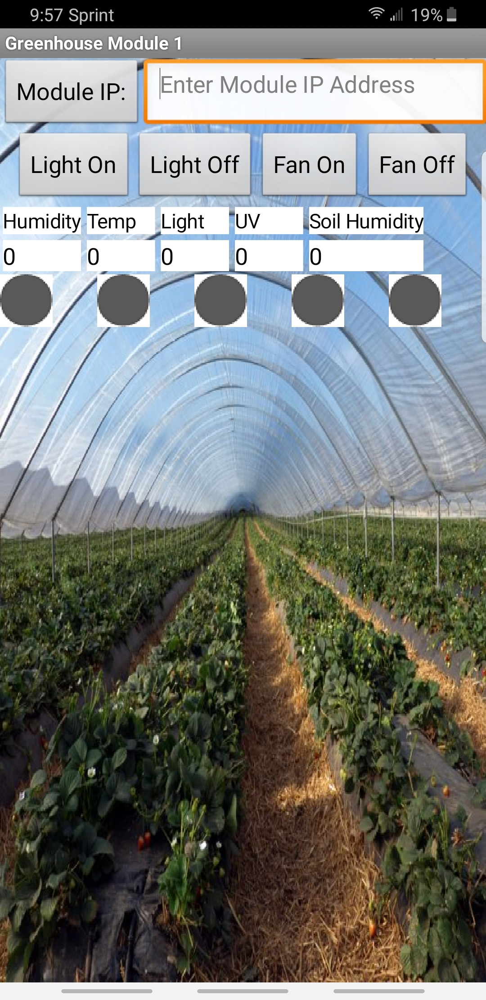 9:57 Sprint 19%
Greenhouse Module 1
Module IP: Enter Module IP Address
Light On Light Off Fan On Fan Off
Humidity Temp Light UV Soil Humidity
0 0 0 0 0